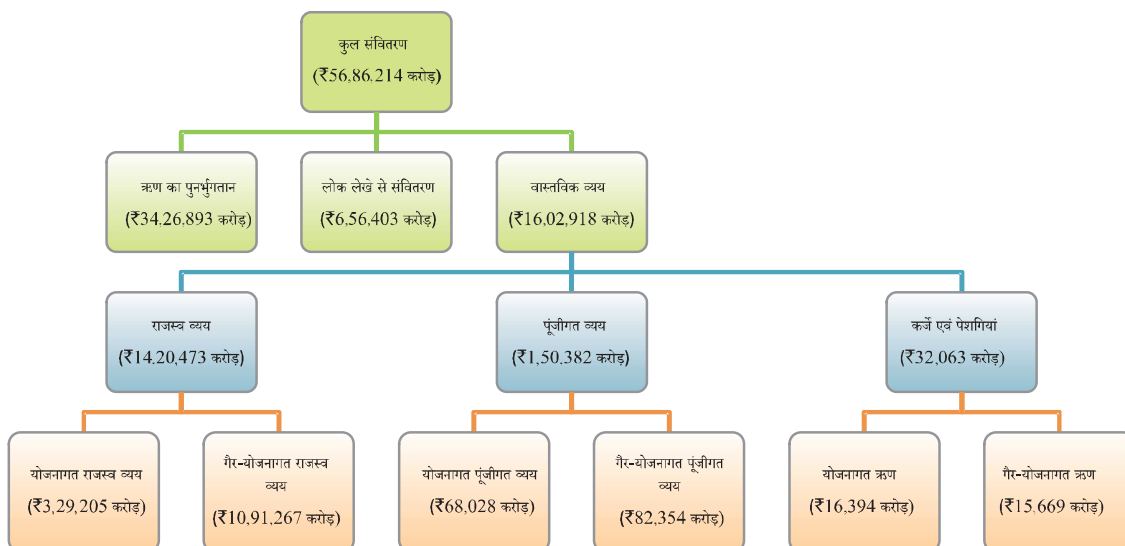 कुल संवितरण
(₹56,86,214 करोड़)
ऋण का पुनर्भुगतान
(₹34,26,893 करोड़)
लोक लेखे से संवितरण
(₹6,56,403 करोड़)
वास्तविक व्यय
(₹16,02,918 करोड़)
राजस्व व्यय
(₹14,20,473 करोड़)
पूंजीगत व्यय
(₹1,50,382 करोड़)
कर्जे एवं पेशगियां
(₹32,063 करोड़)
योजनागत राजस्व व्यय
(₹3,29,205 करोड़)
गैर-योजनागत राजस्व
व्यय
(₹10,91,267 करोड़)
योजनागत पूंजीगत व्यय
(₹68,028 करोड़)
गैर-योजनागत पूंजीगत
व्यय
(₹82,354 करोड़)
योजनागत ऋण
(₹16,394 करोड़)
गैर-योजनागत ऋण
(₹15,669 करोड़)